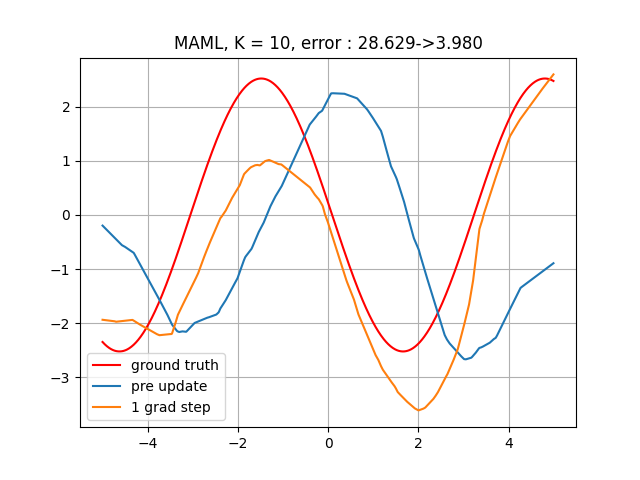 MAML, K = 10, error : 28.629->3.980
2
1
0
−1
−2
−3
ground truth
pre update
1 grad step
−4 −2 0 2 4